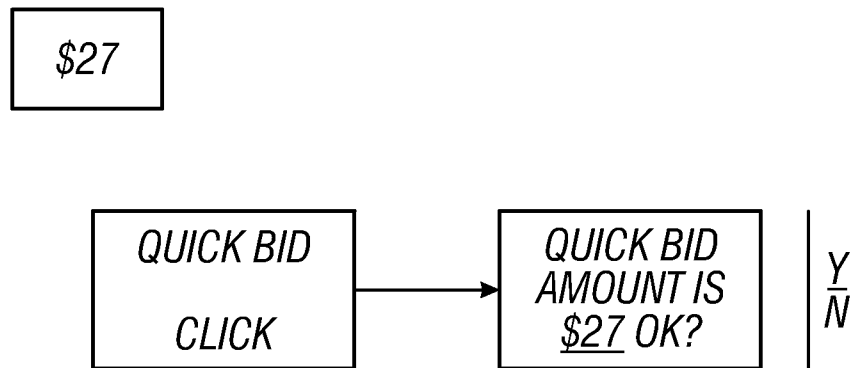 $27
QUICK BID
CLICK
QUICK BID
AMOUNT IS
$27 OK?
Y
N